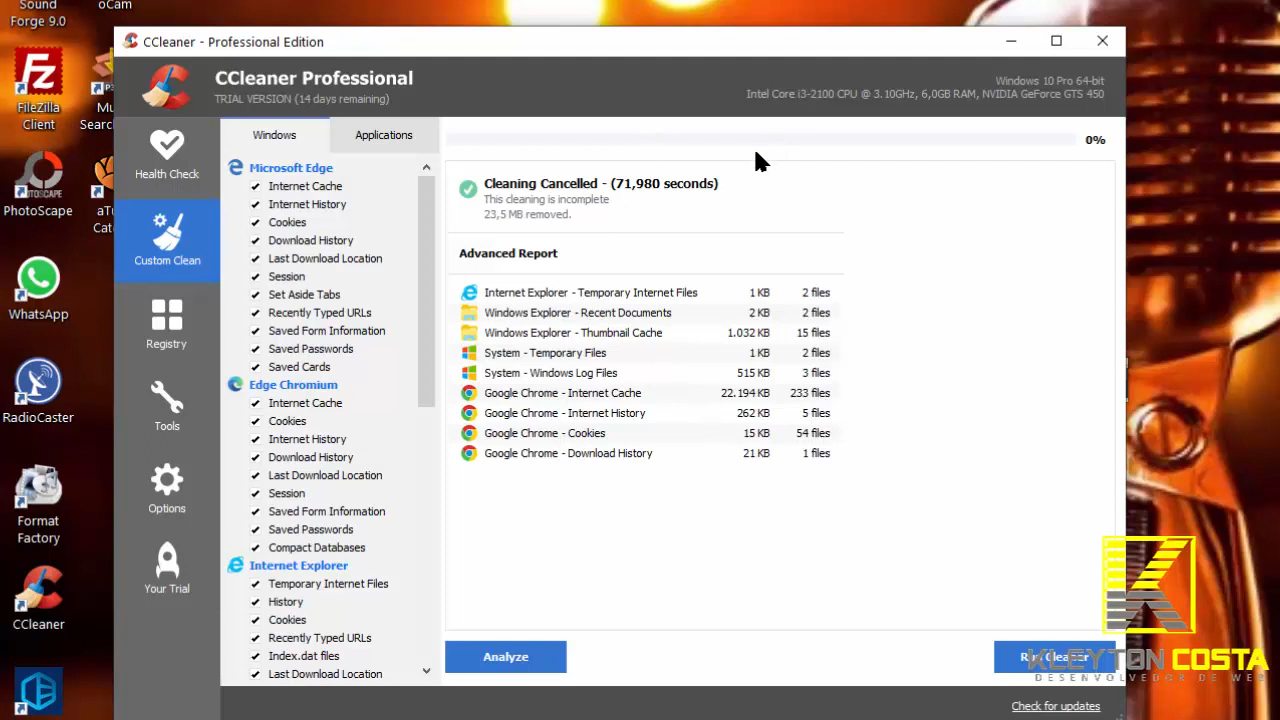 Sound
Forge 9.0
oCam
FileZilla
Client
Mu
Searc
PhotoScape
aTu
Cat
WhatsApp
RadioCaster
Format
Factory
CCleaner
CCleaner - Professional Edition
CCleaner Professional
TRIAL VERSION (14 days remaining)
Windows 10 Pro 64-bit
Intel Core i3-2100 CPU @ 3.10GHz, 6,0GB RAM, NVIDIA GeForce GTS 450
Health Check
Custom Clean
Registry
Tools
Options
Your Trial
Windows
Applications
Microsoft Edge
Internet Cache
Internet History
Cookies
Download History
Last Download Location
Session
Set Aside Tabs
Recently Typed URLs
Saved Form Information
Saved Passwords
Saved Cards
Edge Chromium
Internet Cache
Cookies
Internet History
Download History
Last Download Location
Session
Saved Form Information
Saved Passwords
Compact Databases
Internet Explorer
Temporary Internet Files
History
Cookies
Recently Typed URLs
Index.dat files
Last Download Location
0%
Cleaning Cancelled - (71,980 seconds)
This cleaning is incomplete
23,5 MB removed.
Advanced Report
Internet Explorer - Temporary Internet Files 1 KB 2 files
Windows Explorer - Recent Documents 2 KB 2 files
Windows Explorer - Thumbnail Cache 1.032 KB 15 files
System - Temporary Files 1 KB 2 files
System - Windows Log Files 515 KB 3 files
Google Chrome - Internet Cache 22.194 KB 233 files
Google Chrome - Internet History 262 KB 5 files
Google Chrome - Cookies 15 KB 54 files
Google Chrome - Download History 21 KB 1 files
Analyze
Run Cleaner
KLEYTON COSTA
DESENVOLVEDOR DE WEB
Check for updates